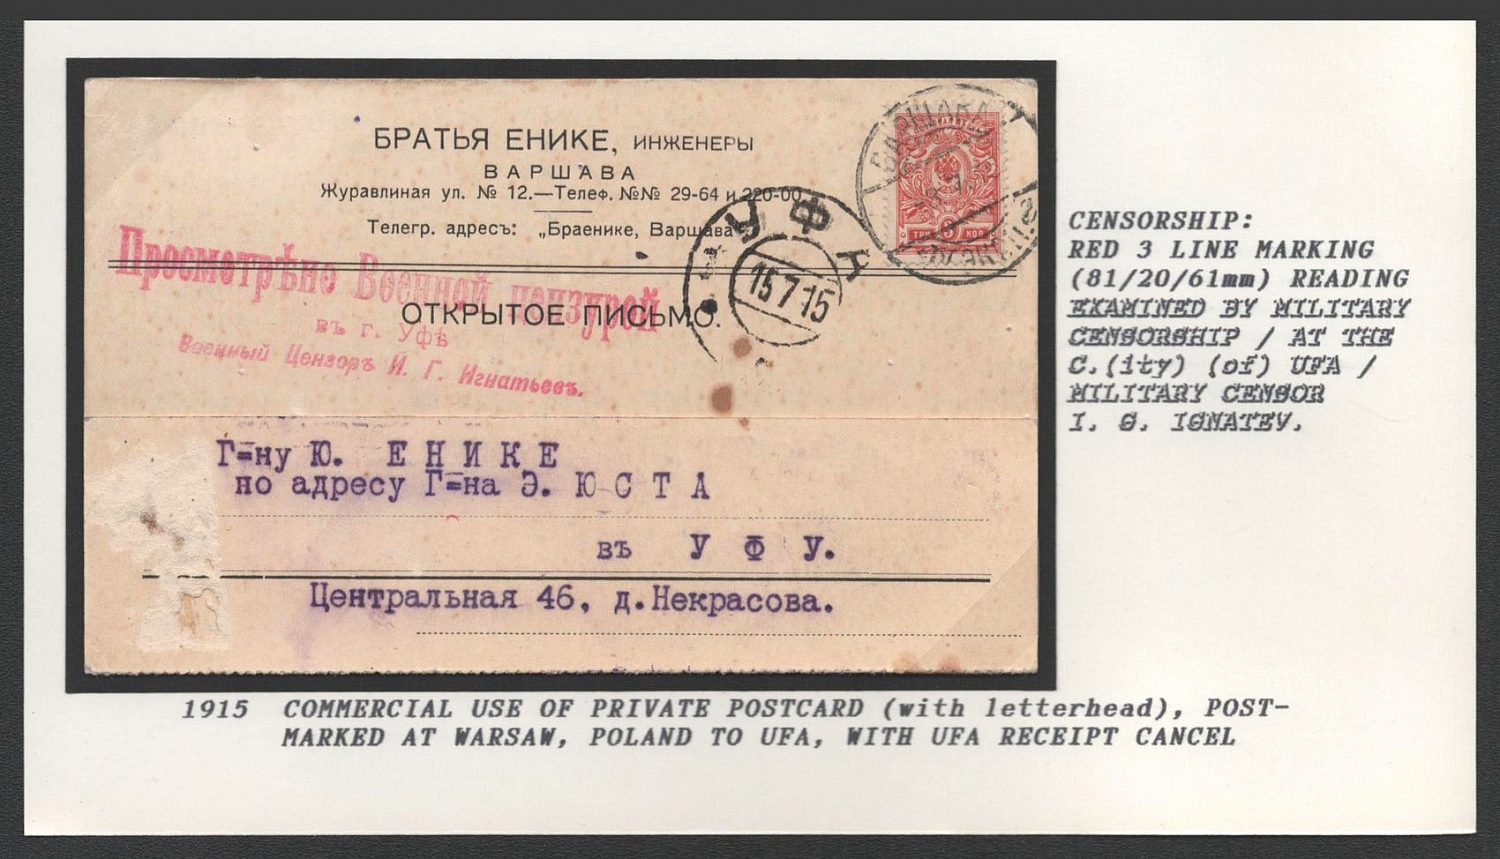 БРАТЬЯ ЕНИКЕ, ИНЖЕНЕРЫ
ВАРШАВА
Журавлиная ул. № 12.—Телеф. №№ 29-64 и 220-00
Телегр. адресъ: „Браенике, Варшава"
ВАРШАВА
ТРИ КОП
УФА
15 7 15
Просмотрѣно Военной цензурой
въ г. Уфѣ
Военный Цензоръ И. Г. Игнатьевъ.
ОТКРЫТОЕ ПИСЬМО.
Г=ну Ю. ЕНИКЕ
по адресу Г=на Э. ЮСТА
въ УФУ.
Центральная 46, д.Некрасова.
CENSORSHIP:
RED 3 LINE MARKING
(81/20/61mm) READING
EXAMINED BY MILITARY
CENSORSHIP / AT THE
C.(ity) (of) UFA /
MILITARY CENSOR
I. G. IGNATEV.
1915 COMMERCIAL USE OF PRIVATE POSTCARD (with letterhead), POST-
MARKED AT WARSAW, POLAND TO UFA, WITH UFA RECEIPT CANCEL